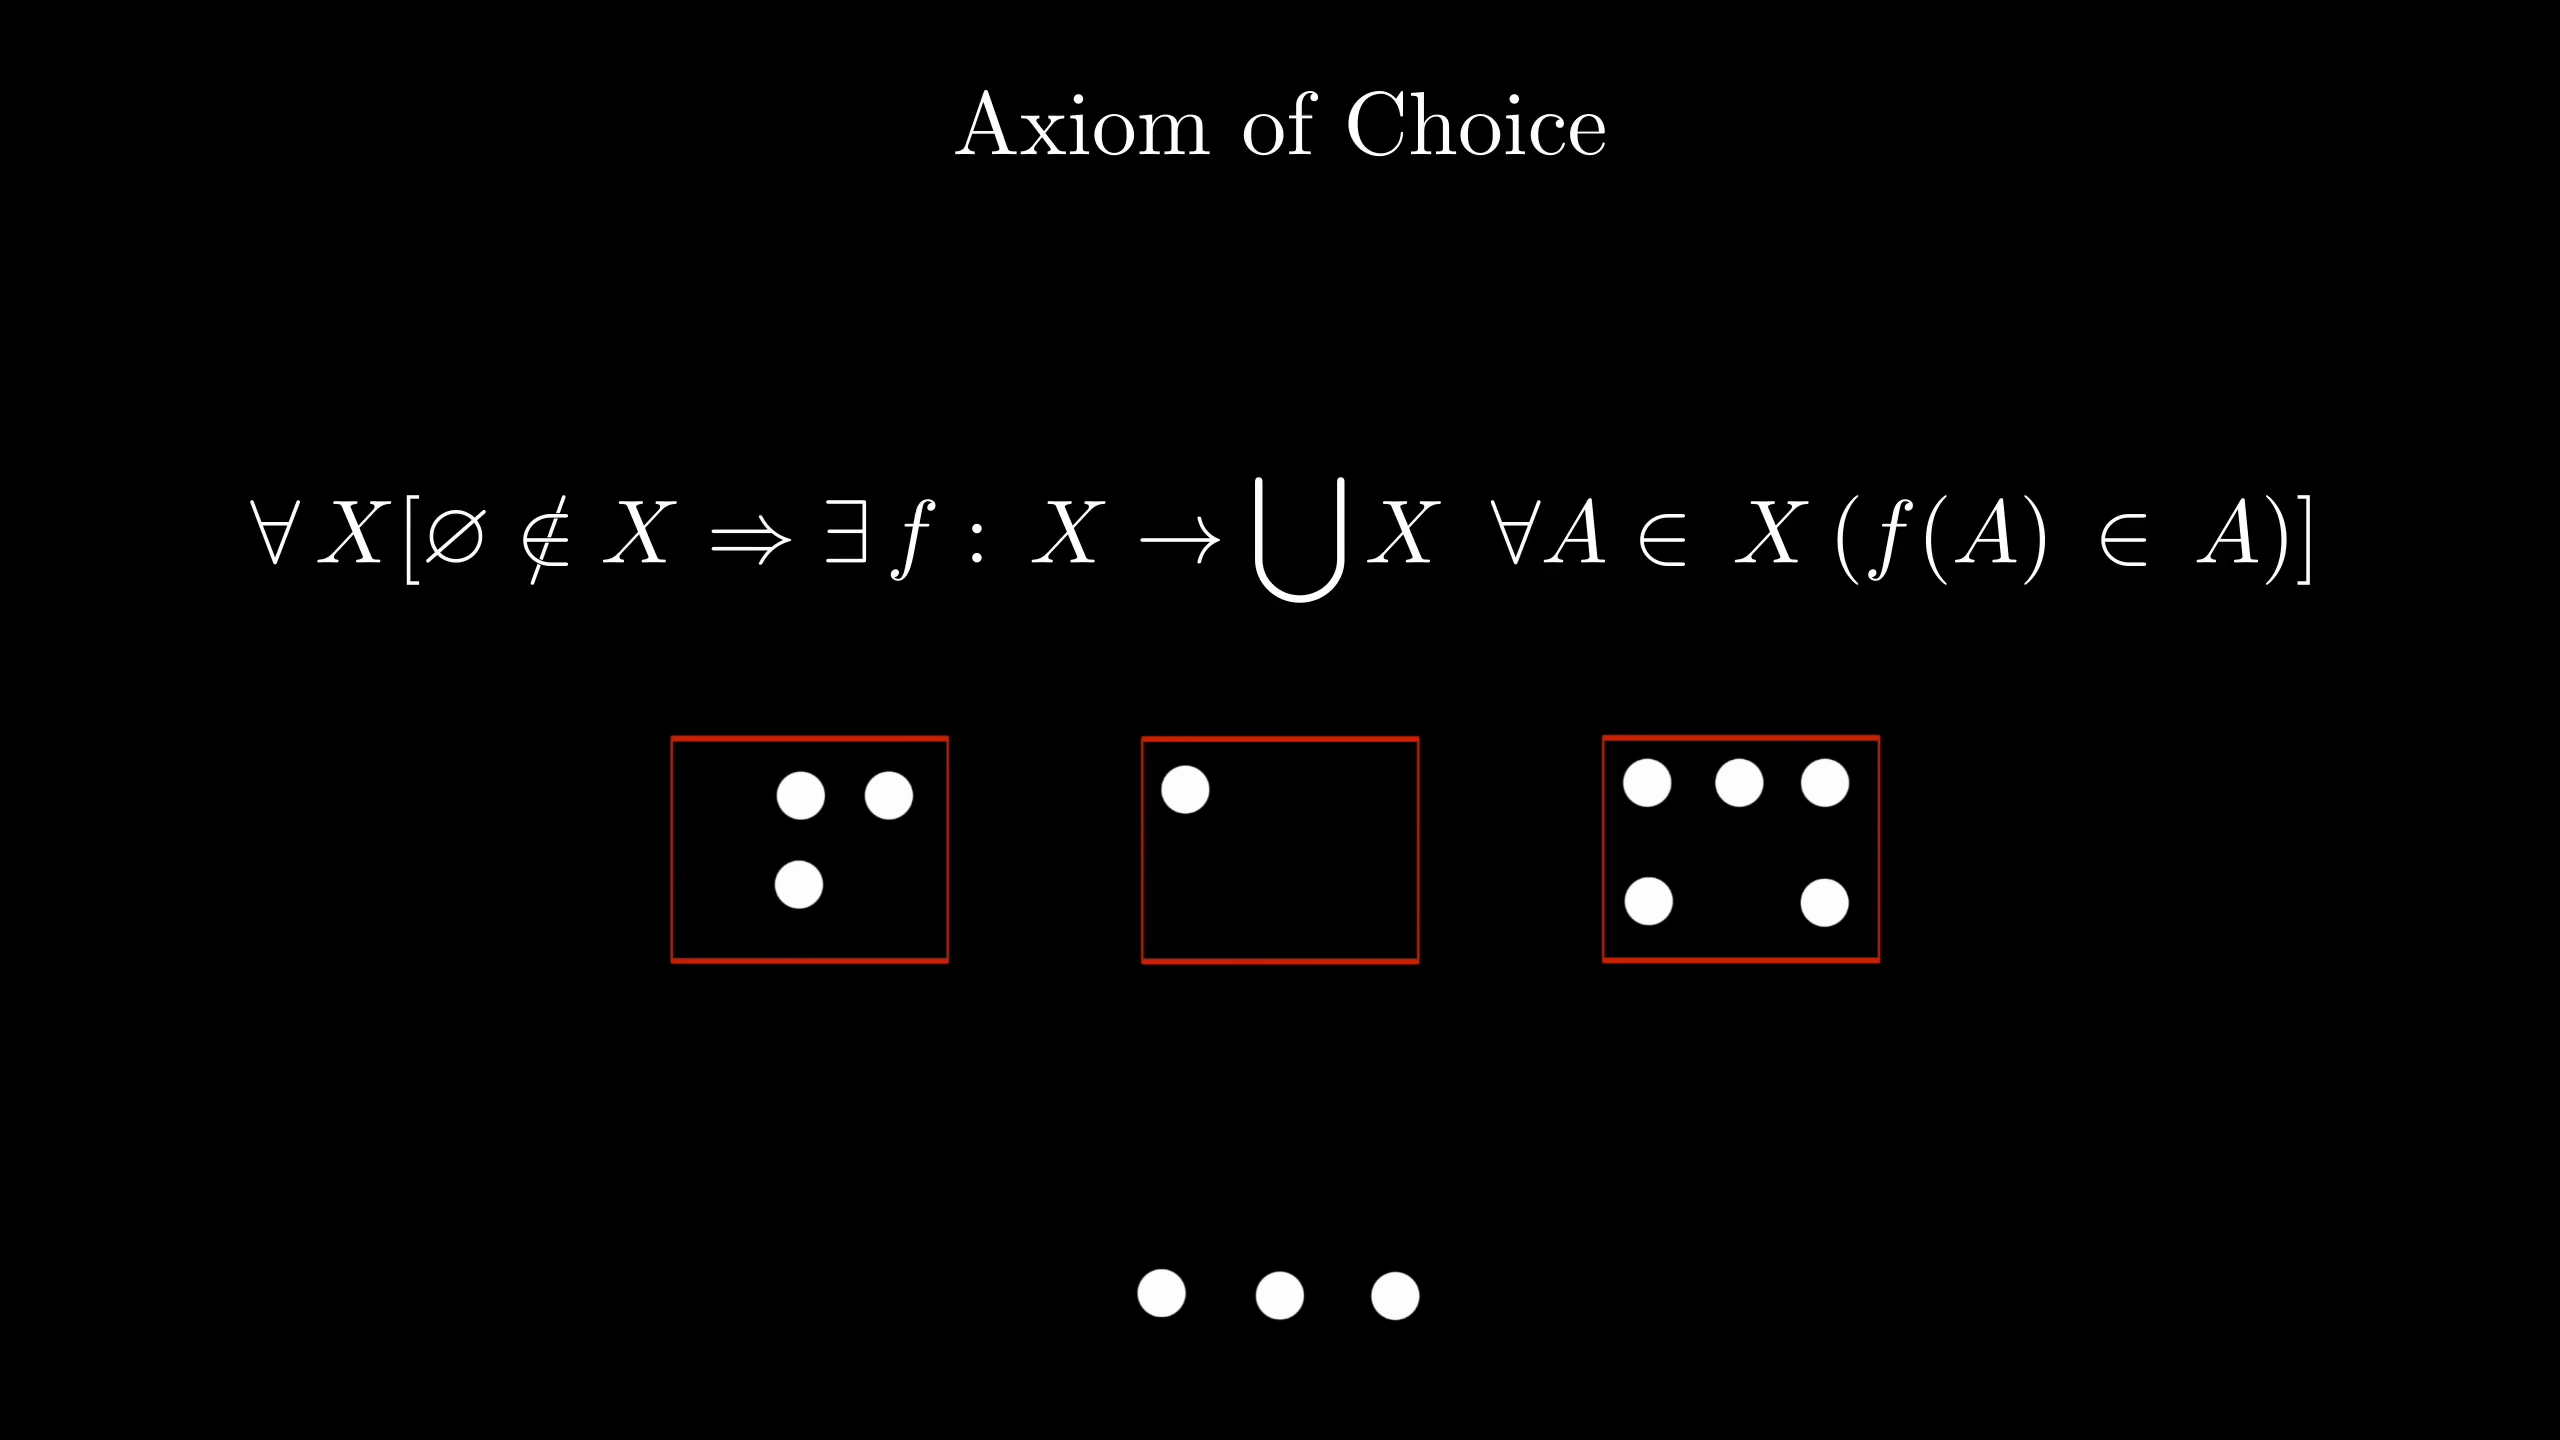 Axiom of Choice
∀ X[∅ ∉ X ⇒ ∃ f : X → ⋃ X ∀A ∈ X (f(A) ∈ A)]